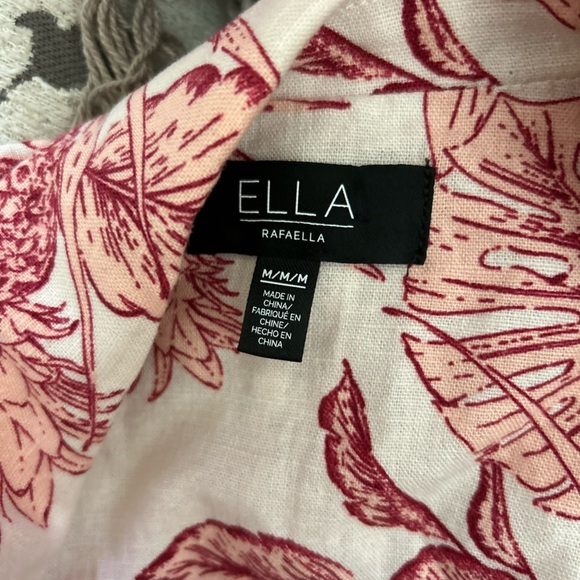 ELLA
RAFAELLA
M/M/M
MADE IN
CHINA/
FABRIQUÉ EN
CHINE/
HECHO EN
CHINA